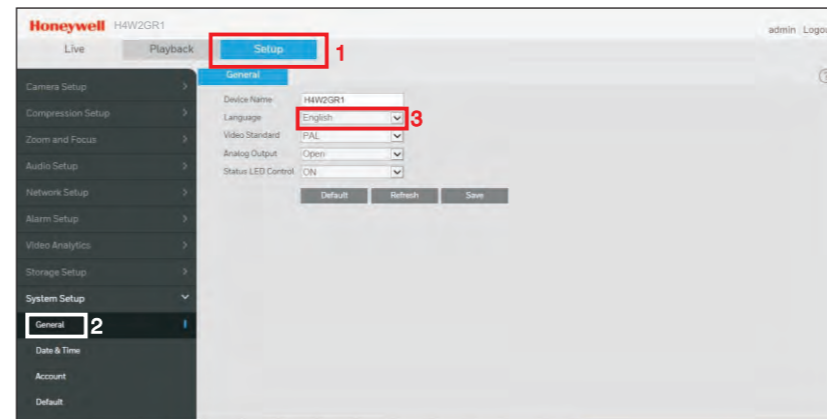 Honeywell H4W2GR1
admin Logou
Live Playback Setup 1
General
Camera Setup
Compression Setup
Zoom and Focus
Audio Setup
Network Setup
Alarm Setup
Video Analytics
Storage Setup
System Setup
General 2
Date & Time
Account
Default
Device Name H4W2GR1
Language English 3
Video Standard PAL
Analog Output Open
Status LED Control ON
Default Refresh Save